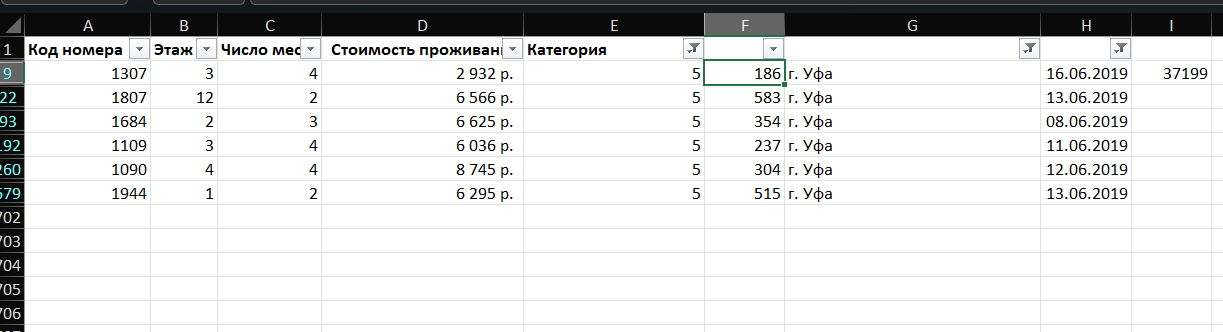 A B C D E F G H I
1 Код номера Этаж Число мес Стоимость проживан Категория
9 1307 3 4 2 932 р. 5 186 г. Уфа 16.06.2019 37199
22 1807 12 2 6 566 р. 5 583 г. Уфа 13.06.2019
93 1684 2 3 6 625 р. 5 354 г. Уфа 08.06.2019
192 1109 3 4 6 036 р. 5 237 г. Уфа 11.06.2019
260 1090 4 4 8 745 р. 5 304 г. Уфа 12.06.2019
679 1944 1 2 6 295 р. 5 515 г. Уфа 13.06.2019
702
703
704
705
706